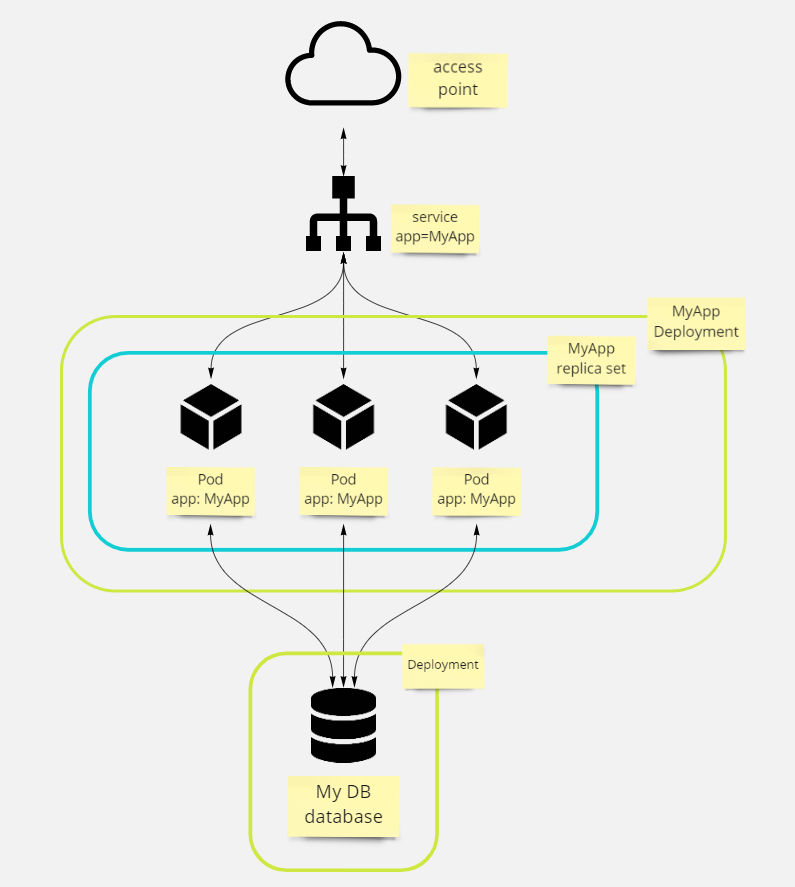 access
point
service
app=MyApp
MyApp
Deployment
MyApp
replica set
Pod
app: MyApp
Pod
app: MyApp
Pod
app: MyApp
Deployment
My DB
database